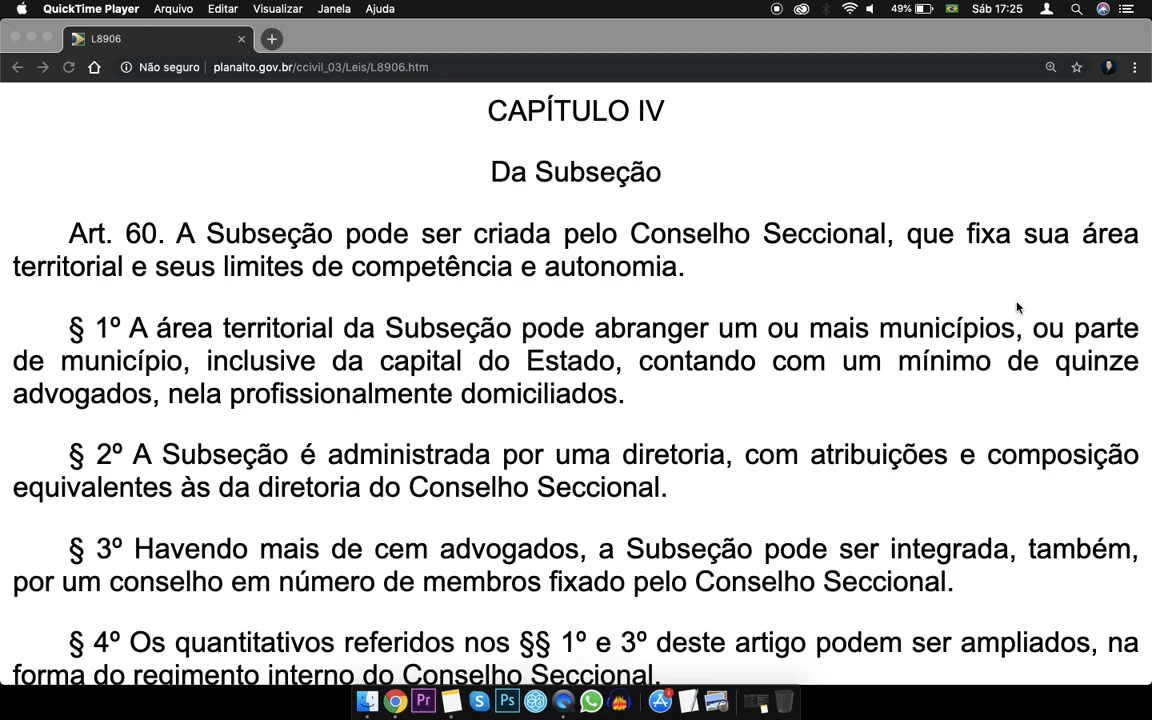 QuickTime Player Arquivo Editar Visualizar Janela Ajuda 49% Sáb 17:25
L8906
Não seguro planalto.gov.br/ccivil_03/Leis/L8906.htm
CAPÍTULO IV
Da Subseção
Art. 60. A Subseção pode ser criada pelo Conselho Seccional, que fixa sua área
territorial e seus limites de competência e autonomia.
§ 1º A área territorial da Subseção pode abranger um ou mais municípios, ou parte
de município, inclusive da capital do Estado, contando com um mínimo de quinze
advogados, nela profissionalmente domiciliados.
§ 2º A Subseção é administrada por uma diretoria, com atribuições e composição
equivalentes às da diretoria do Conselho Seccional.
§ 3º Havendo mais de cem advogados, a Subseção pode ser integrada, também,
por um conselho em número de membros fixado pelo Conselho Seccional.
§ 4º Os quantitativos referidos nos §§ 1º e 3º deste artigo podem ser ampliados, na
forma do regimento interno do Conselho Seccional.
Pr S Ps